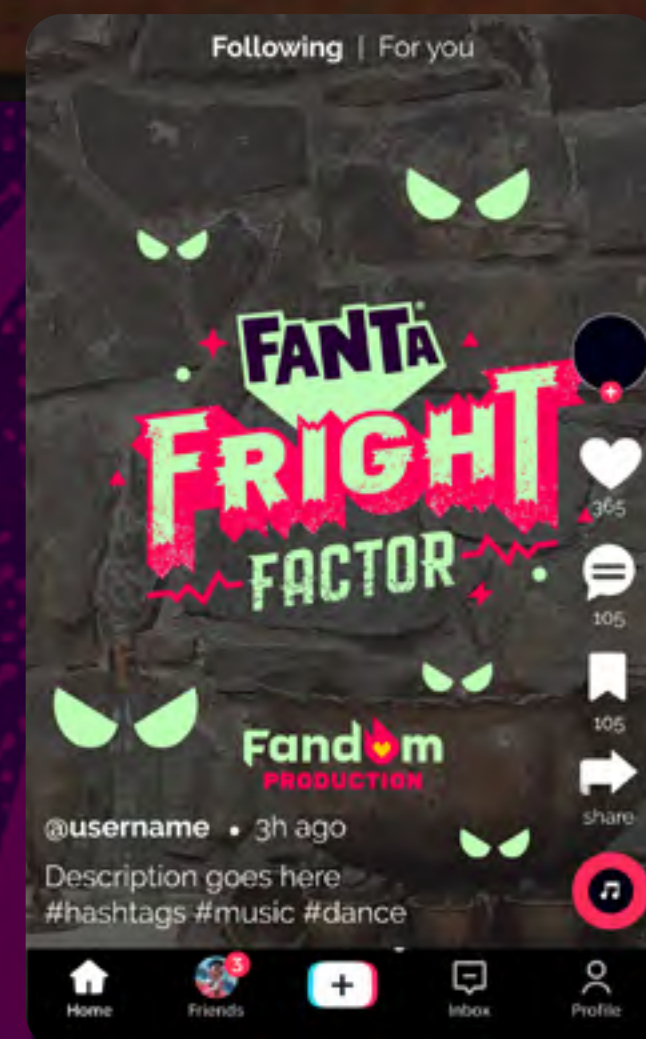 Following | For you
FANTA®
FRIGHT
FACTOR
365
105
105
share
Fandom
PRODUCTION
@username • 3h ago
Description goes here
#hashtags #music #dance
3
Home
Friends
Inbox
Profile